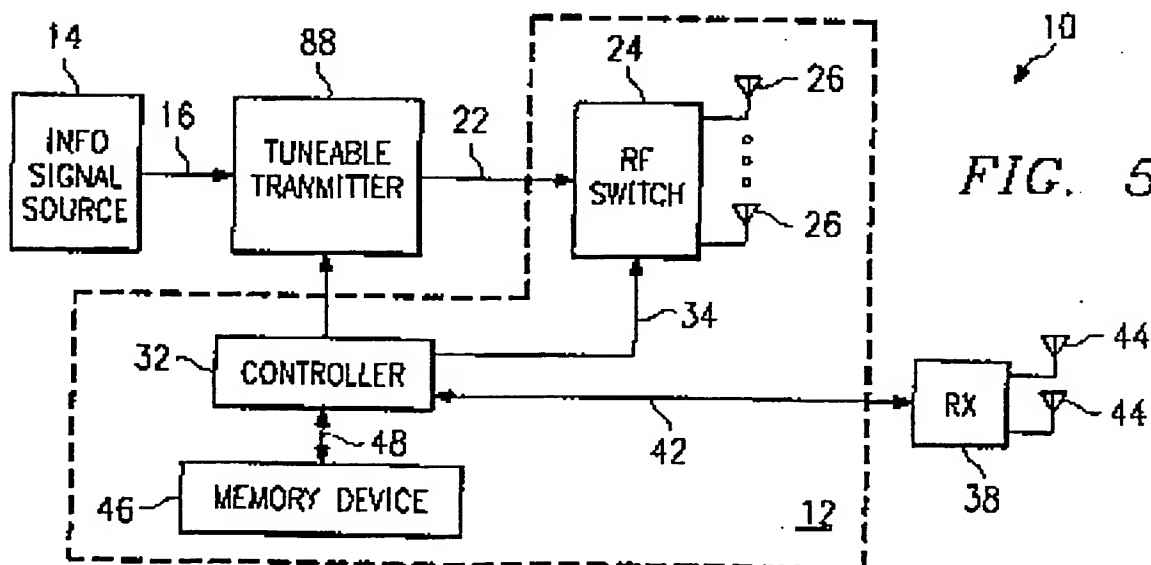 14
88
24
10
26
INFO
SIGNAL
SOURCE
16
TUNEABLE
TRANMITTER
22
RF
SWITCH
26
FIG. 5
32
CONTROLLER
34
44
RX
44
42
48
38
46
MEMORY DEVICE
12